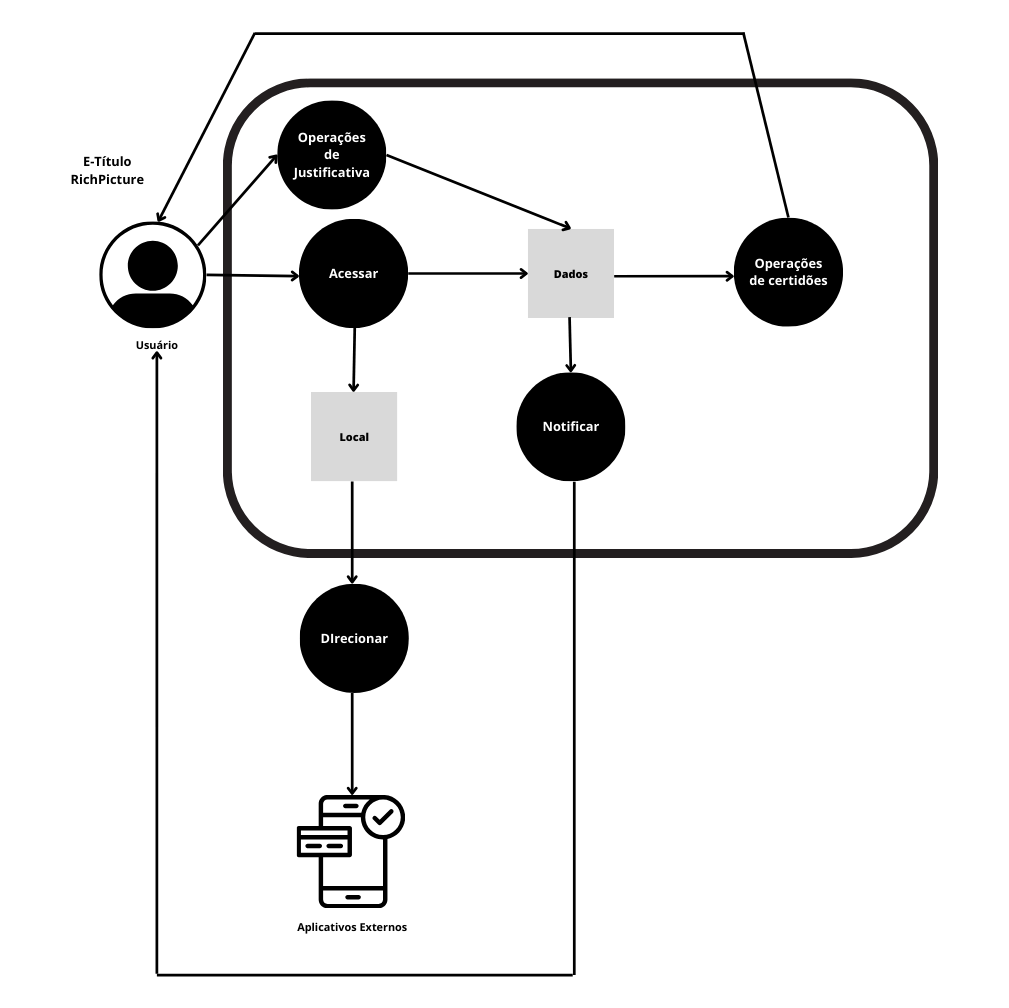 E-Título
RichPicture
Operações
de
Justificativa
Acessar
Dados
Operações
de certidões
Usuário
Local
Notificar
DIrecionar
Aplicativos Externos